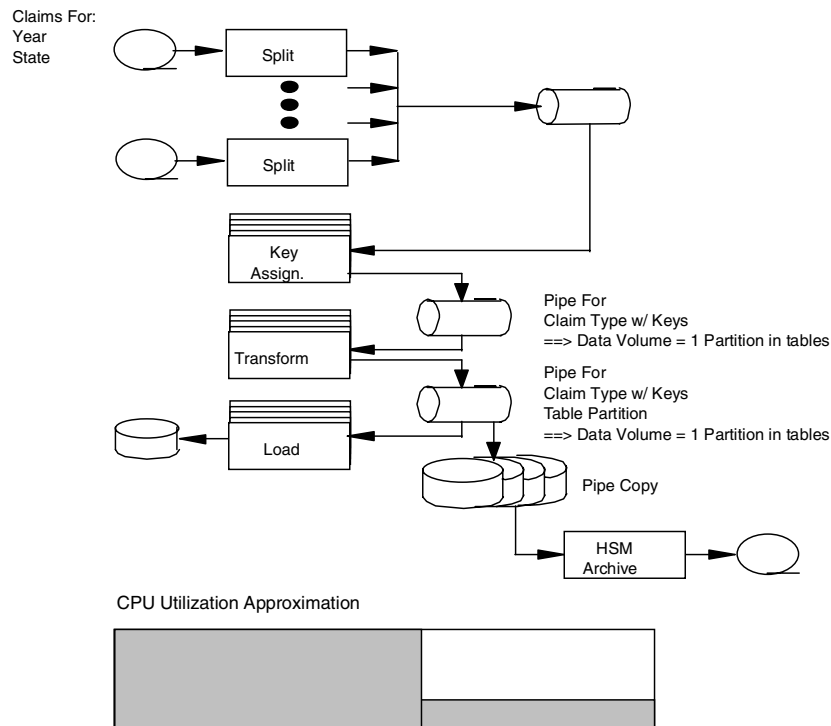 Claims For:
Year
State
Split
Split
Key
Assign.
Pipe For
Claim Type w/ Keys
==> Data Volume = 1 Partition in tables
Transform
Pipe For
Claim Type w/ Keys
Table Partition
==> Data Volume = 1 Partition in tables
Load
Pipe Copy
HSM
Archive
CPU Utilization Approximation